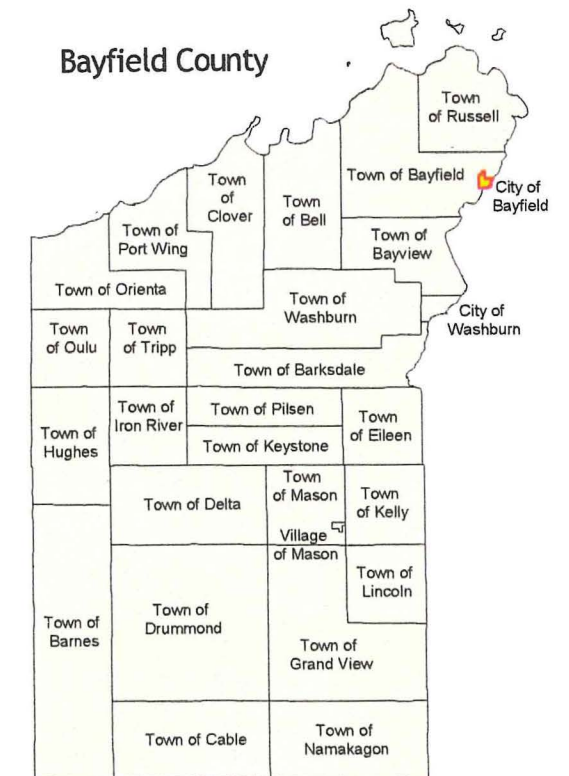 Bayfield County
Town
of Russell
Town of Bayfield
City of
Bayfield
Town
of
Clover
Town
of Bell
Town of
Port Wing
Town of
Bayview
Town of Orienta
Town of
Washburn
City of
Washburn
Town
of Oulu
Town
of Tripp
Town of Barksdale
Town of
Hughes
Town of
Iron River
Town of Pilsen
Town of Keystone
Town
of Eileen
Town of Delta
Town
of Mason
Village
of Mason
Town
of Kelly
Town of
Lincoln
Town of
Barnes
Town of
Drummond
Town of
Grand View
Town of Cable
Town of
Namakagon